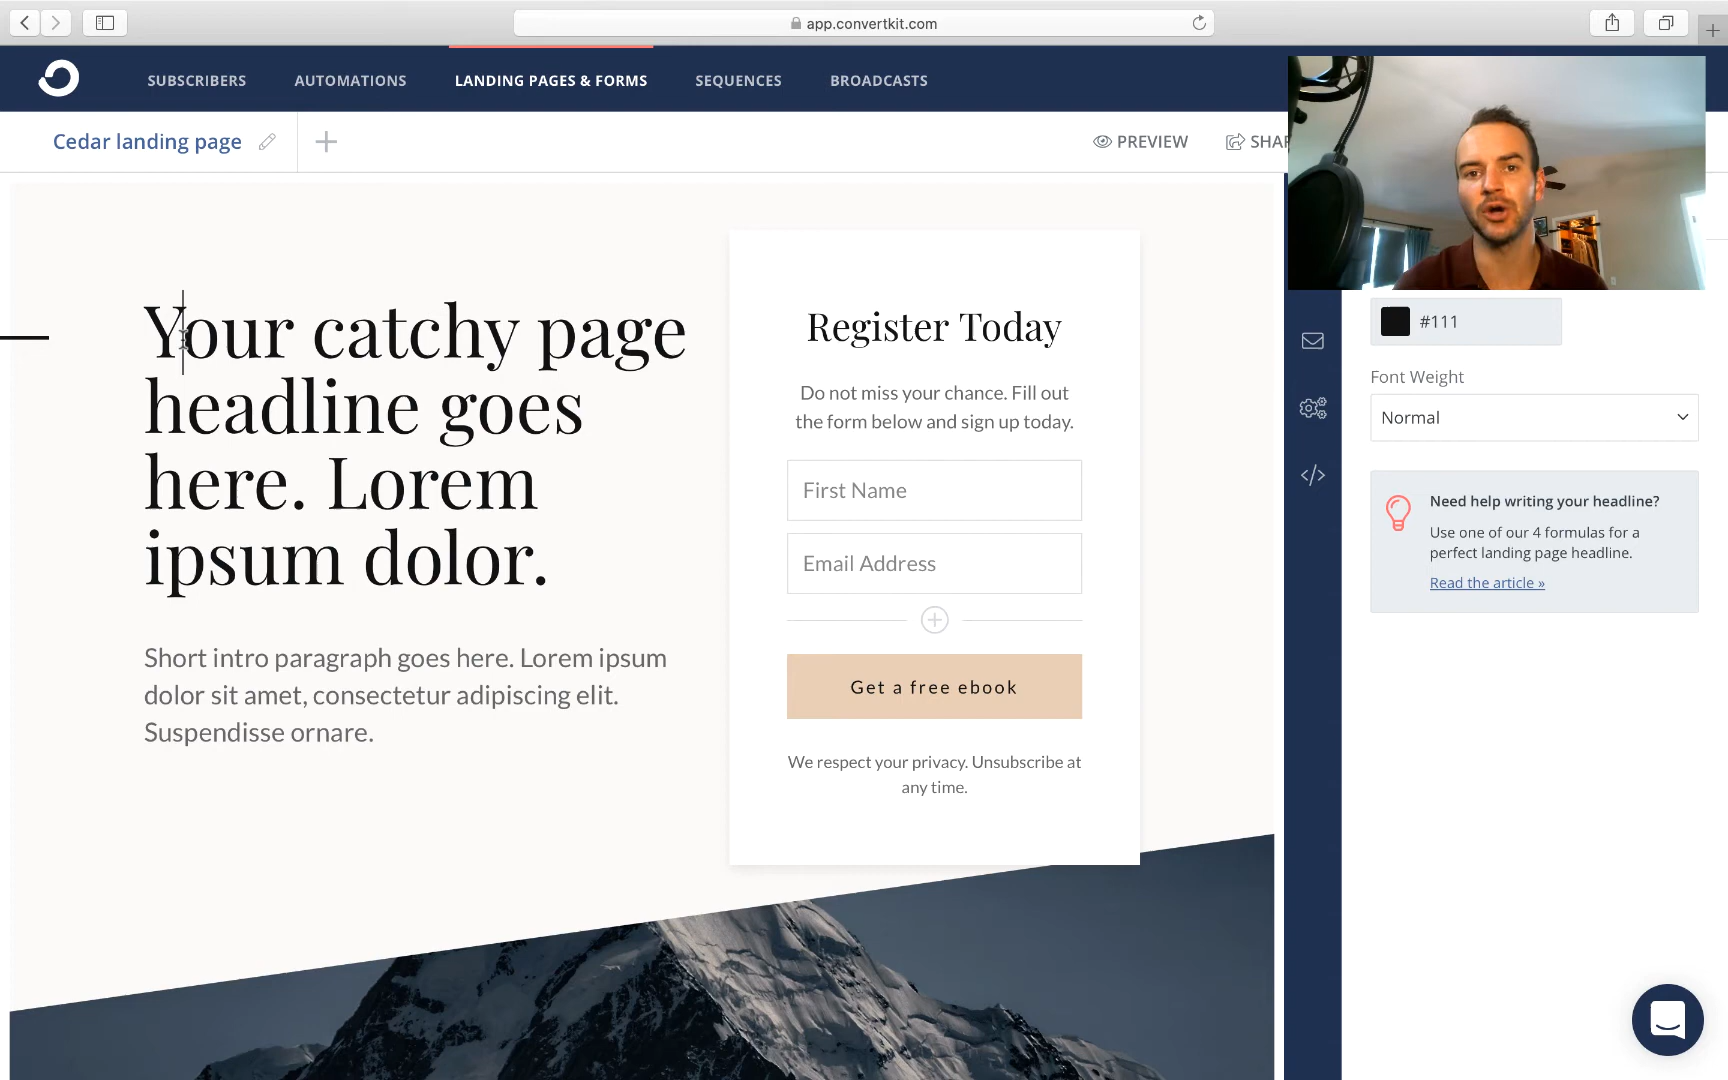 app.convertkit.com
SUBSCRIBERS
AUTOMATIONS
LANDING PAGES & FORMS
SEQUENCES
BROADCASTS
Cedar landing page
PREVIEW
SHAR
Your catchy page
headline goes
here. Lorem
ipsum dolor.
Short intro paragraph goes here. Lorem ipsum
dolor sit amet, consectetur adipiscing elit.
Suspendisse ornare.
Register Today
Do not miss your chance. Fill out
the form below and sign up today.
First Name
Email Address
Get a free ebook
We respect your privacy. Unsubscribe at
any time.
#111
Font Weight
Normal
Need help writing your headline?
Use one of our 4 formulas for a
perfect landing page headline.
Read the article »